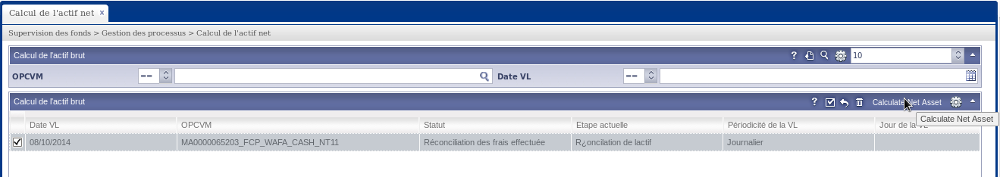 Calcul de l'actif net x
Supervision des fonds > Gestion des processus > Calcul de l'actif net
Calcul de l'actif brut ? 10
OPCVM == Date VL ==
Calcul de l'actif brut ? Calculate Net Asset
Calculate Net Asset
Date VL OPCVM Statut Etape actuelle Périodicité de la VL Jour de la VL
08/10/2014 MA0000065203_FCP_WAFA_CASH_NT11 Réconciliation des frais effectuée R¿oncilation de lactif Journalier